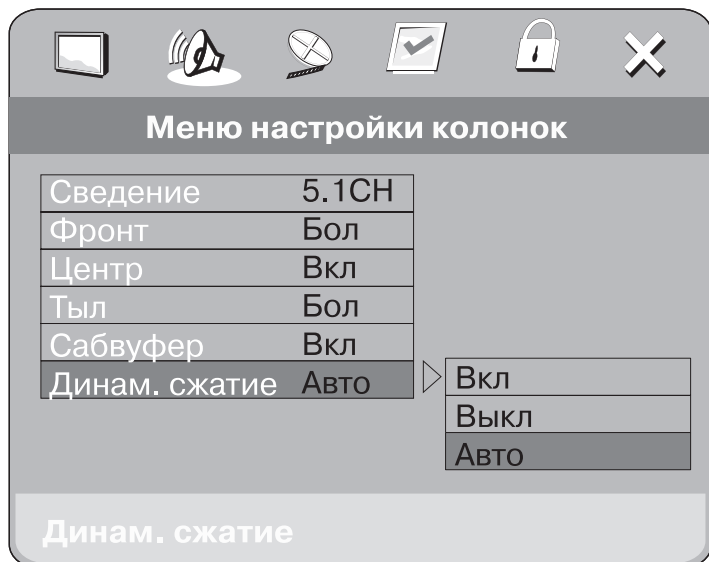 Меню настройки колонок
Сведение 5.1CH
Фронт Бол
Центр Вкл
Тыл Бол
Сабвуфер Вкл
Динам. сжатие Авто
Вкл
Выкл
Авто
Динам. сжатие